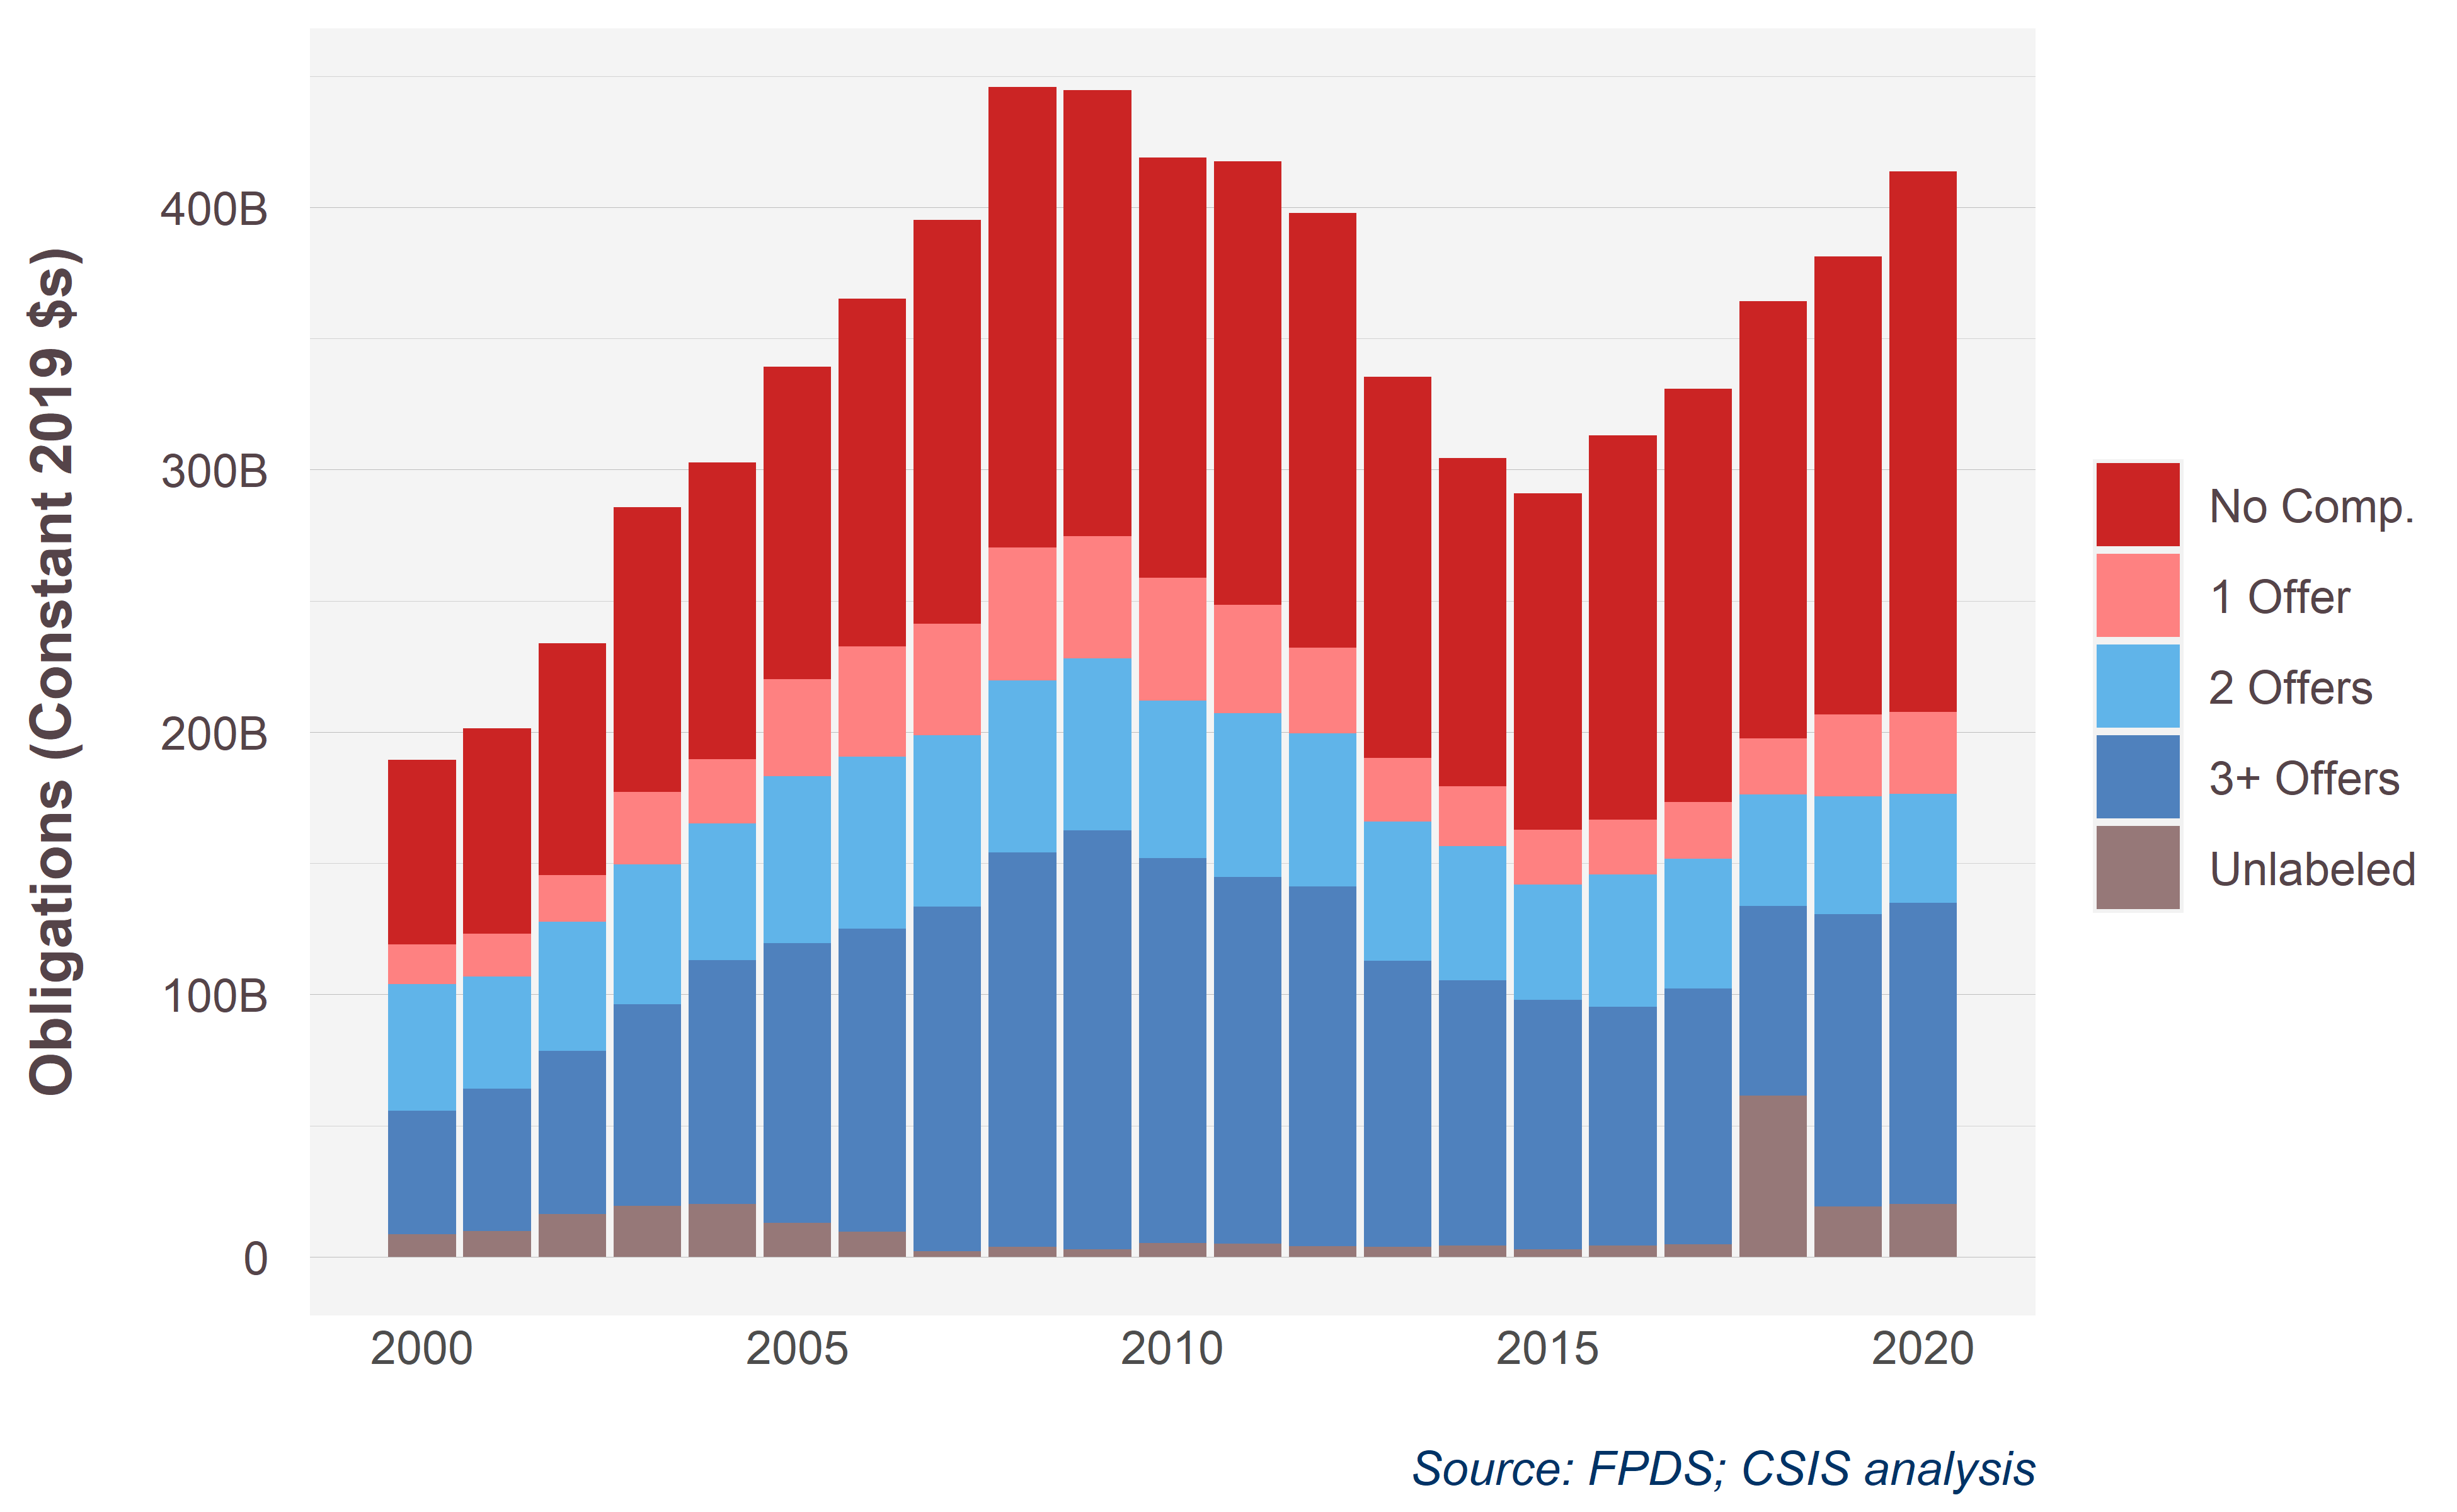 Obligations (Constant 2019 $s)
400B
300B
200B
100B
0
2000 2005 2010 2015 2020
No Comp.
1 Offer
2 Offers
3+ Offers
Unlabeled
Source: FPDS; CSIS analysis